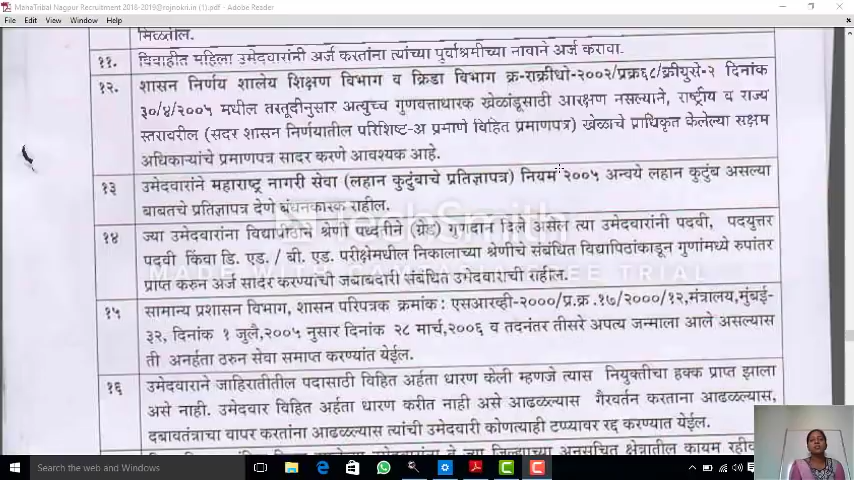 ManaTribal Nagpur Recruitment 2018-2019@rojnokri.in (1).pdf - Adobe Reader
File Edit View Window Help
मिळतील.
११. विवाहीत महिला उमेदवारांनी अर्ज करतांना त्यांच्या पुर्वाश्रमीच्या नावाने अर्ज करावा.
१२. शासन निर्णय शालेय शिक्षण विभाग व क्रिडा विभाग क्र-राक्रीधो-२००२/प्रक्र६८/क्रीयुसे-२ दिनांक
३०/४/२००५ मधील तरतूदीनुसार अत्युच्च गुणवत्ताधारक खेळांडूसाठी आरक्षण नसल्याने, राष्ट्रीय व राज्य
स्तरावरील (सदर शासन निर्णयातील परिशिष्ट-अ प्रमाणे विहित प्रमाणपत्र) खेळाचे प्राधिकृत केलेल्या सक्षम
अधिकाऱ्यांचे प्रमाणपत्र सादर करणे आवश्यक आहे.
१३ उमेदवारांने महाराष्ट्र नागरी सेवा (लहान कुटुंबाचे प्रतिज्ञापत्र) नियम २००५ अन्वये लहान कुटुंब असल्या
बाबतचे प्रतिज्ञापत्र देणे बंधनकारक राहील.
१४ ज्या उमेदवारांना विद्यापीठाने श्रेणी पध्दतीने (ग्रेड) गुणदान दिले असेल त्या उमेदवारांनी पदवी, पदयुत्तर
पदवी किंवा डि. एड. / बी. एड. परीक्षेमधील निकालाच्या श्रेणीचे संबंधित विद्यापिठांकाडून गुणांमध्ये रुपांतर
प्राप्त करुन अर्ज सादर करण्याची जबाबदारी संबंधित उमेदवाराची राहील.
१५ सामान्य प्रशासन विभाग, शासन परिपत्रक क्रमांक: एसआरव्ही-२०००/प्र.क्र.१७/२०००/१२,मंत्रालय,मुंबई-
३२, दिनांक १ जुलै,२००५ नुसार दिनांक २८ मार्च,२००६ व तदनंतर तीसरे अपत्य जन्माला आले असल्यास
ती अनर्हता ठरुन सेवा समाप्त करण्यांत येईल.
१६ उमेदवाराने जाहिरातीतील पदासाठी विहित अर्हता धारण केली म्हणजे त्यास नियुक्तीचा हक्क प्राप्त झाला
असे नाही. उमेदवार विहित अर्हता धारण करीत नाही असे आढळल्यास गैरवर्तन करताना आढळल्यास,
दबावतंत्राचा वापर करतांना आढळल्यास त्यांची उमेदवारी कोणत्याही टप्प्यावर रद्द करण्यात येईल.
TechSmith
MADE WITH CAMTASIA FREE TRIAL
Search the web and Windows